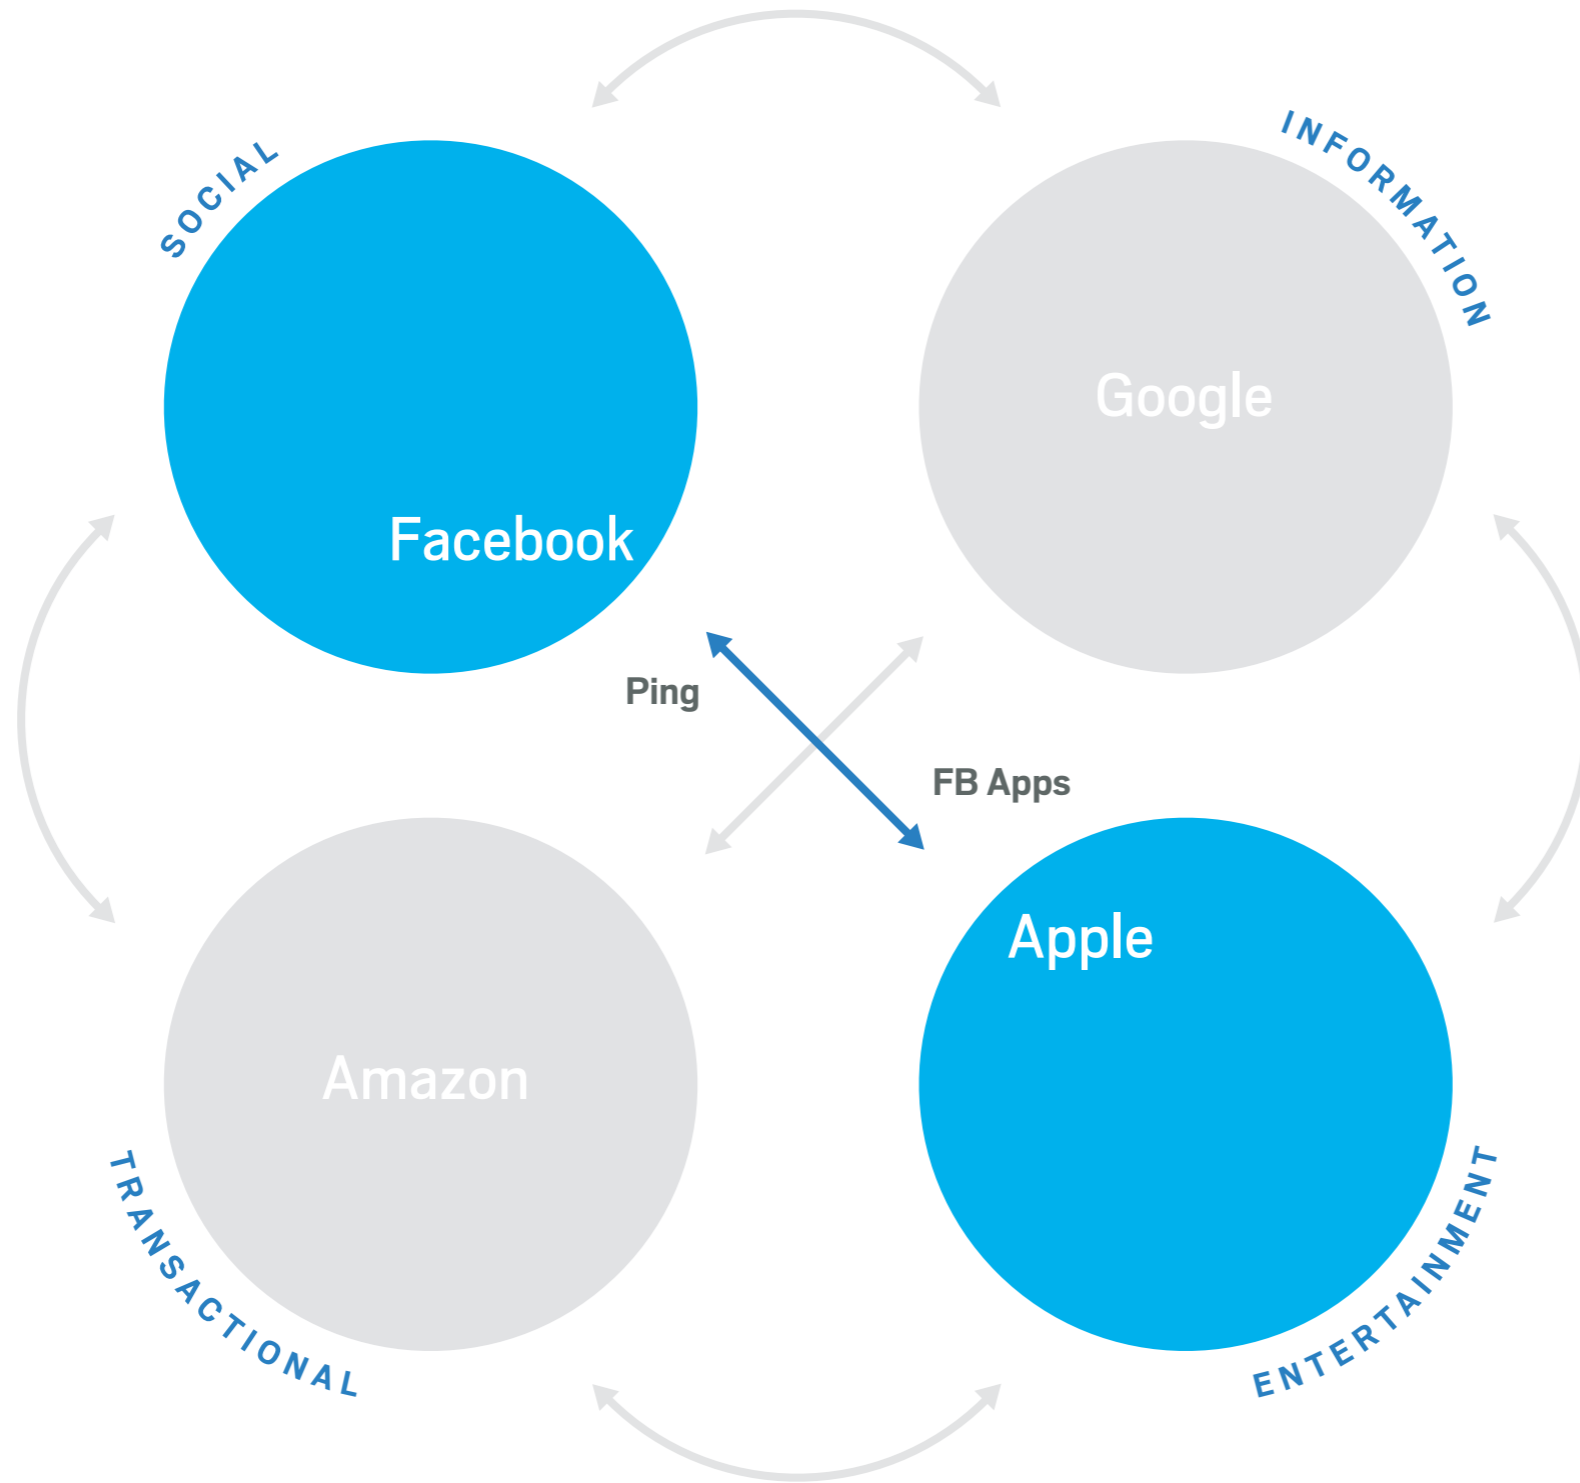 SOCIAL
INFORMATION
Google
Facebook
Ping
FB Apps
Apple
Amazon
TRANSACTIONAL
ENTERTAINMENT